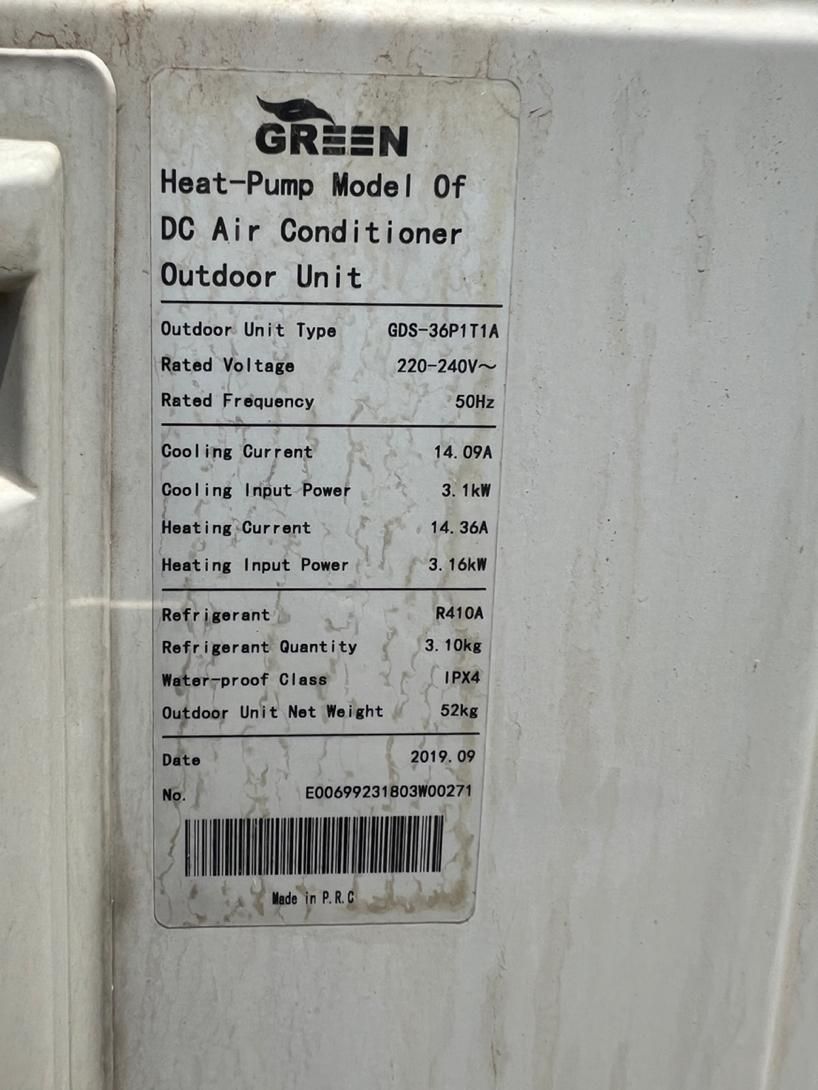 GREEN
Heat-Pump Model Of
DC Air Conditioner
Outdoor Unit
Outdoor Unit Type GDS-36P1T1A
Rated Voltage 220-240V～
Rated Frequency 50Hz
Cooling Current 14.09A
Cooling Input Power 3.1kW
Heating Current 14.36A
Heating Input Power 3.16kW
Refrigerant R410A
Refrigerant Quantity 3.10kg
Water-proof Class IPX4
Outdoor Unit Net Weight 52kg
Date 2019.09
No. E00699231803W00271
Made in P.R.C